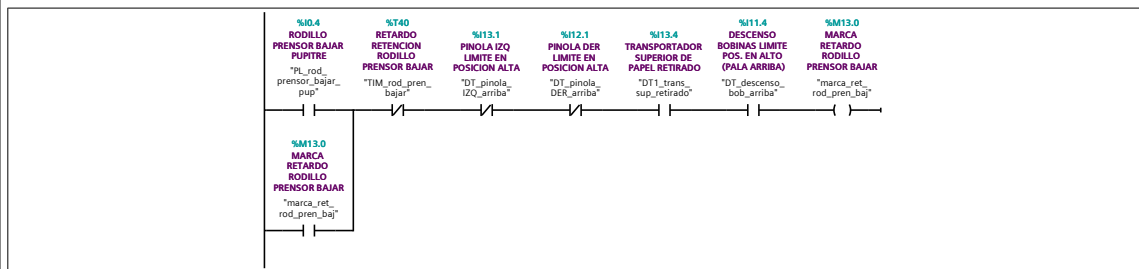 %I0.4
RODILLO
PRENSOR BAJAR
PUPITRE
"PL_rod_
prensor_bajar_
pup"
%T40
RETARDO
RETENCION
RODILLO
PRENSOR BAJAR
"TIM_rod_pren_
bajar"
%I13.1
PINOLA IZQ
LIMITE EN
POSICION ALTA
"DT_pinola_
IZQ_arriba"
%I12.1
PINOLA DER
LIMITE EN
POSICION ALTA
"DT_pinola_
DER_arriba"
%I13.4
TRANSPORTADOR
SUPERIOR DE
PAPEL RETIRADO
"DT1_trans_
sup_retirado"
%I11.4
DESCENSO
BOBINAS LIMITE
POS. EN ALTO
(PALA ARRIBA)
"DT_descenso_
bob_arriba"
%M13.0
MARCA
RETARDO
RODILLO
PRENSOR BAJAR
"marca_ret_
rod_pren_baj"
%M13.0
MARCA
RETARDO
RODILLO
PRENSOR BAJAR
"marca_ret_
rod_pren_baj"